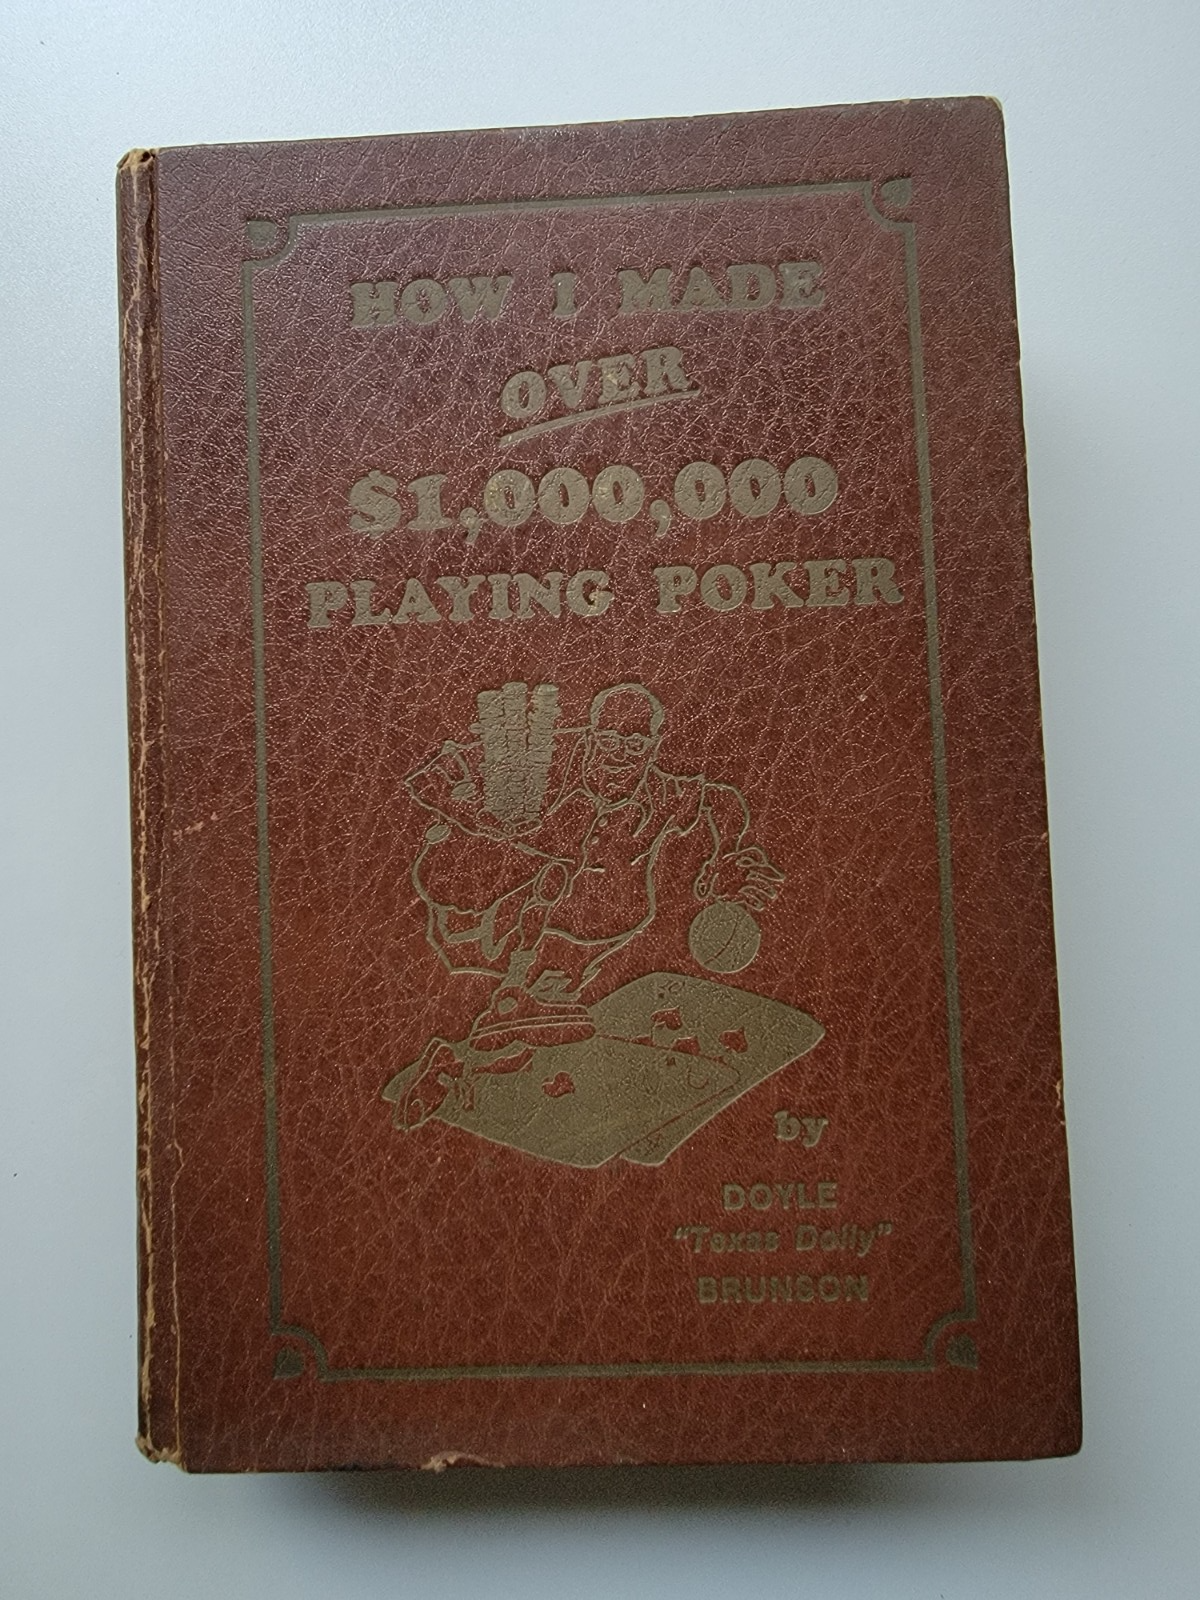 HOW I MADE
OVER
$1,000,000
PLAYING POKER
by
DOYLE
"Texas Dolly"
BRUNSON